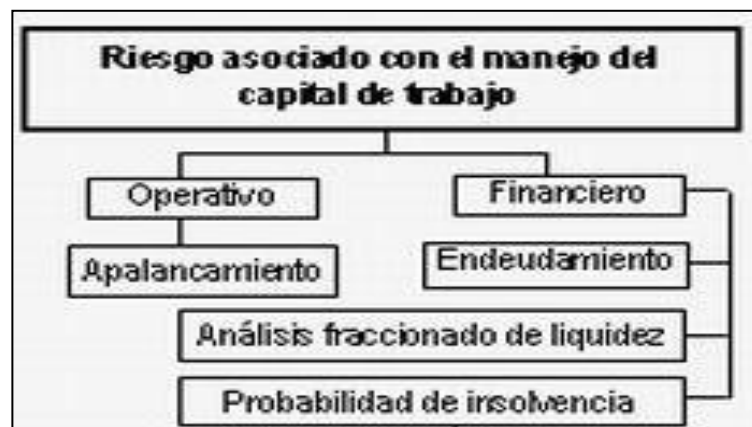 Riesgo asociado con el manejo del
capital de trabajo
Operativo
Financiero
Apalancamiento
Endeudamiento
Análisis fraccionado de liquidez
Probabilidad de insolvencia